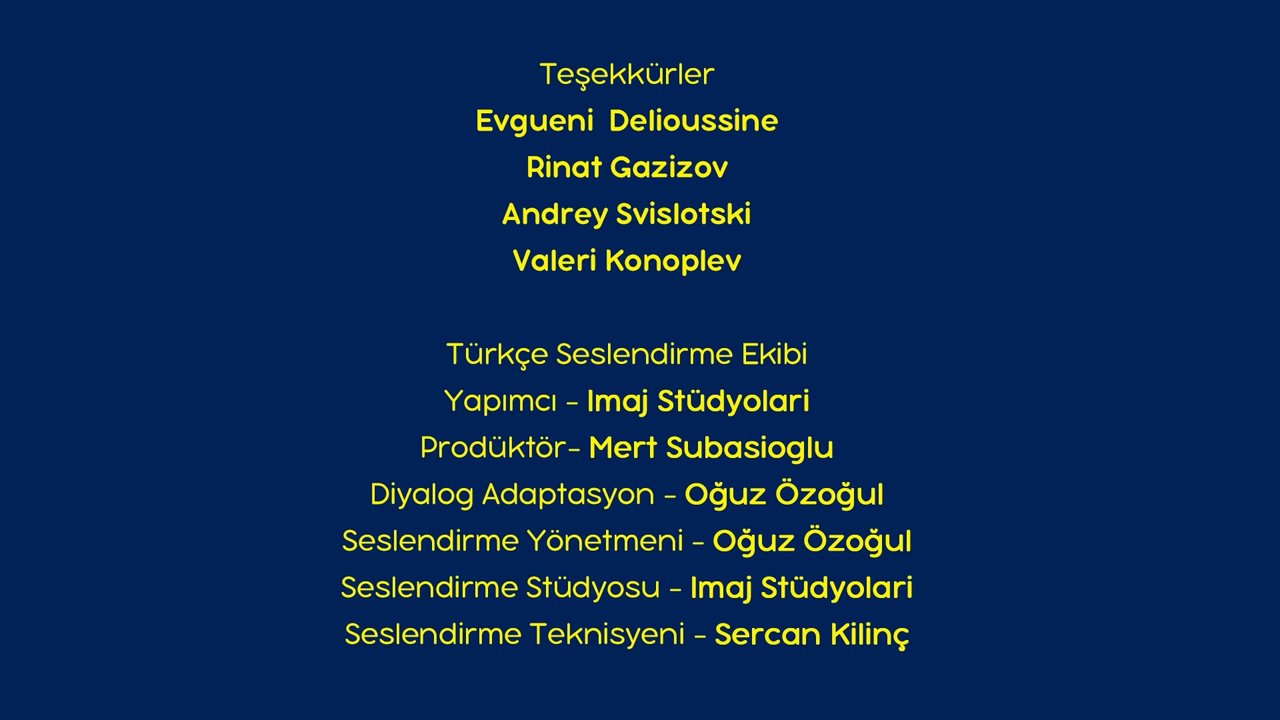 Teşekkürler
Evgueni Delioussine
Rinat Gazizov
Andrey Svislotski
Valeri Konoplev
Türkçe Seslendirme Ekibi
Yapımcı - Imaj Stüdyolari
Prodüktör- Mert Subasioglu
Diyalog Adaptasyon - Oğuz Özoğul
Seslendirme Yönetmeni - Oğuz Özoğul
Seslendirme Stüdyosu - Imaj Stüdyolari
Seslendirme Teknisyeni - Sercan Kilinç